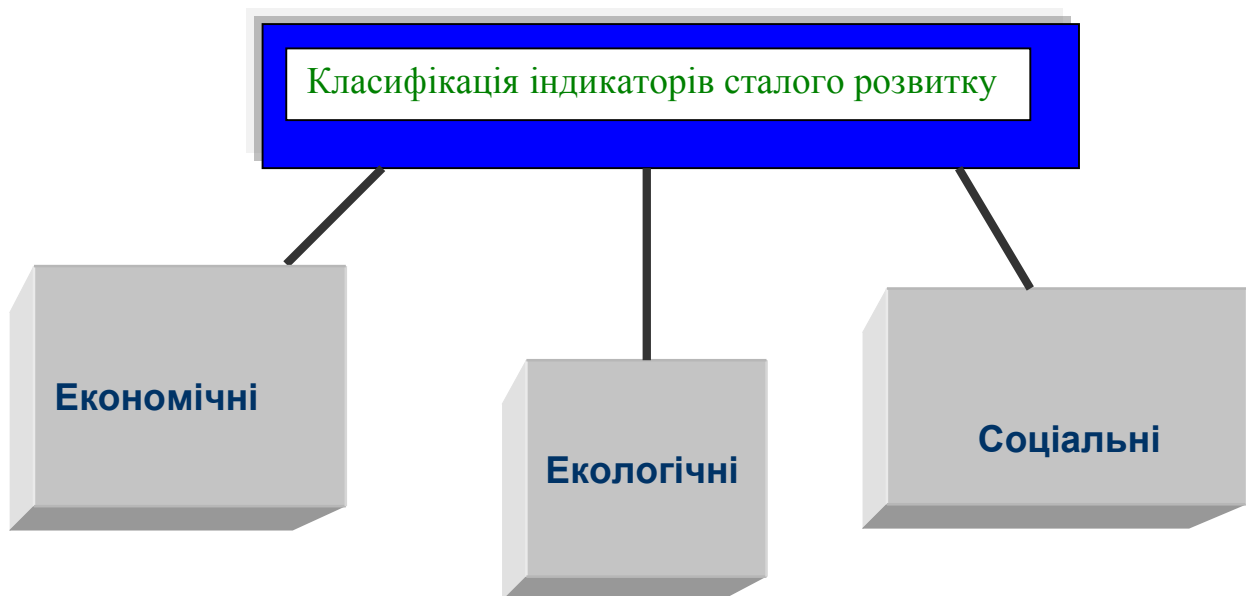 Класифікація індикаторів сталого розвитку
Економічні
Екологічні
Соціальні